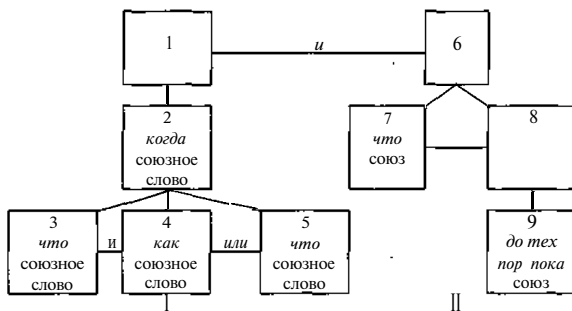 1
и
6
2
когда
союзное
слово
7
что
союз
8
3
что
союзное
слово
и
4
как
союзное
слово
или
5
что
союзное
слово
9
до тех
пор пока
союз
I
II